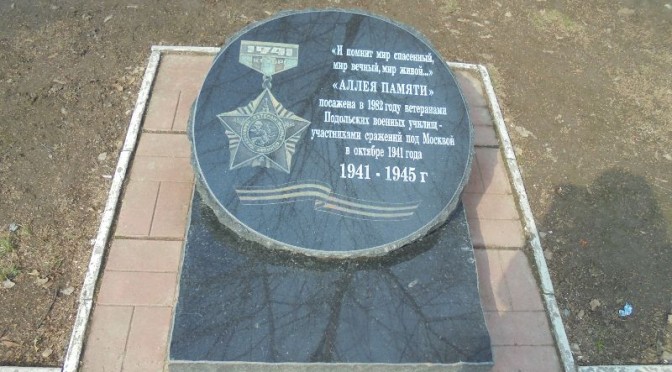 1941
«И помнит мир спасенный,
мир вечный, мир живой...»
«АЛЛЕЯ ПАМЯТИ»
посажена в 1982 году ветеранами
Подольских военных училищ-
участниками сражений под Москвой
в октябре 1941 года
1941 - 1945 г